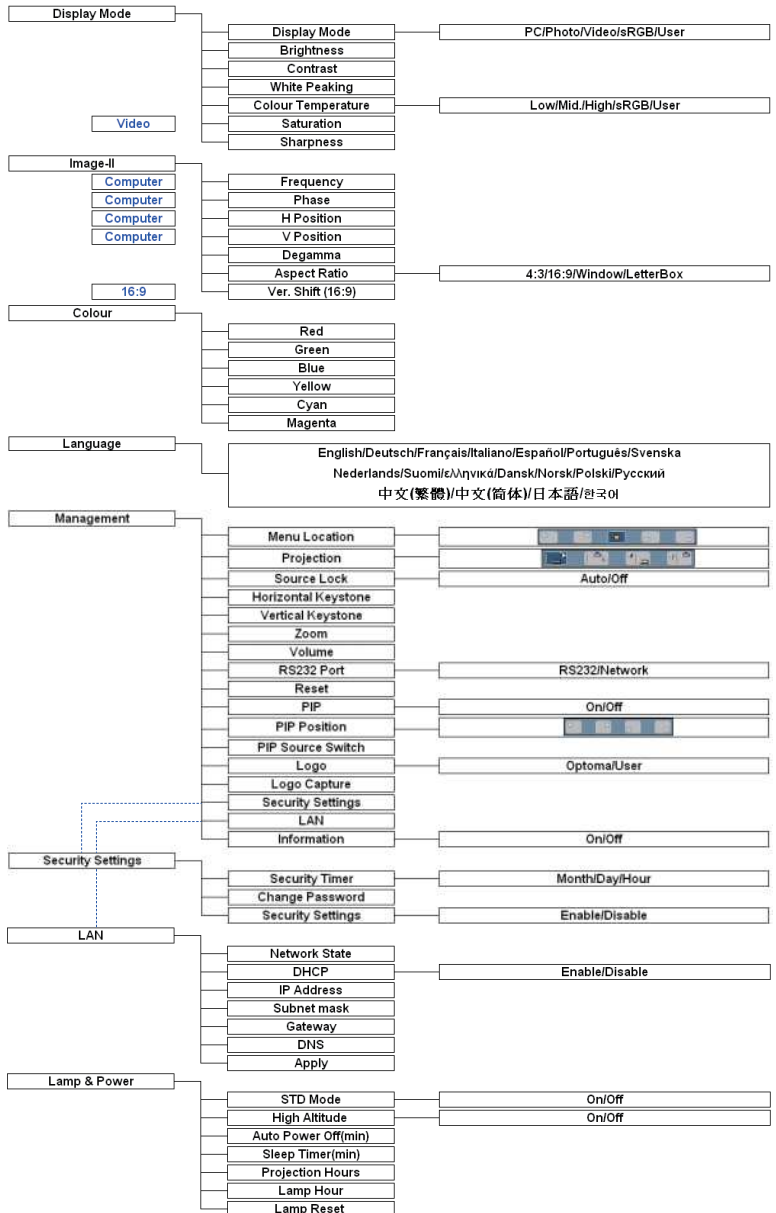 Display Mode
Display Mode PC/Photo/Video/sRGB/User
Brightness
Contrast
White Peaking
Colour Temperature Low/Mid./High/sRGB/User
Video Saturation
Sharpness
Image-II
Computer Frequency
Computer Phase
Computer H Position
Computer V Position
Degamma
Aspect Ratio 4:3/16:9/Window/LetterBox
16:9 Ver. Shift (16:9)
Colour
Red
Green
Blue
Yellow
Cyan
Magenta
Language
English/Deutsch/Français/Italiano/Español/Português/Svenska
Nederlands/Suomi/ελληνικά/Dansk/Norsk/Polski/Русский
中文(繁體)/中文(简体)/日本語/한국어
Management
Menu Location
Projection
Source Lock Auto/Off
Horizontal Keystone
Vertical Keystone
Zoom
Volume
RS232 Port RS232/Network
Reset
PIP On/Off
PIP Position
PIP Source Switch
Logo Optoma/User
Logo Capture
Security Settings
LAN
Information On/Off
Security Settings
Security Timer Month/Day/Hour
Change Password
Security Settings Enable/Disable
LAN
Network State
DHCP Enable/Disable
IP Address
Subnet mask
Gateway
DNS
Apply
Lamp & Power
STD Mode On/Off
High Altitude On/Off
Auto Power Off(min)
Sleep Timer(min)
Projection Hours
Lamp Hour
Lamp Reset